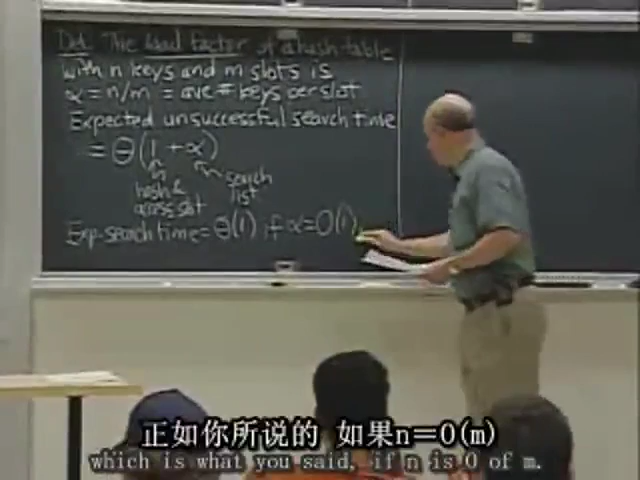 Def. The load factor of a hash table
with n keys and m slots is
α = n/m = ave # keys per slot
Expected unsuccessful search time
= Θ(1 + α)
hash & access slot
search list
Exp. search time = Θ(1) if α = O(1)
正如你所说的 如果n=O(m)
which is what you said, if n is O of m.